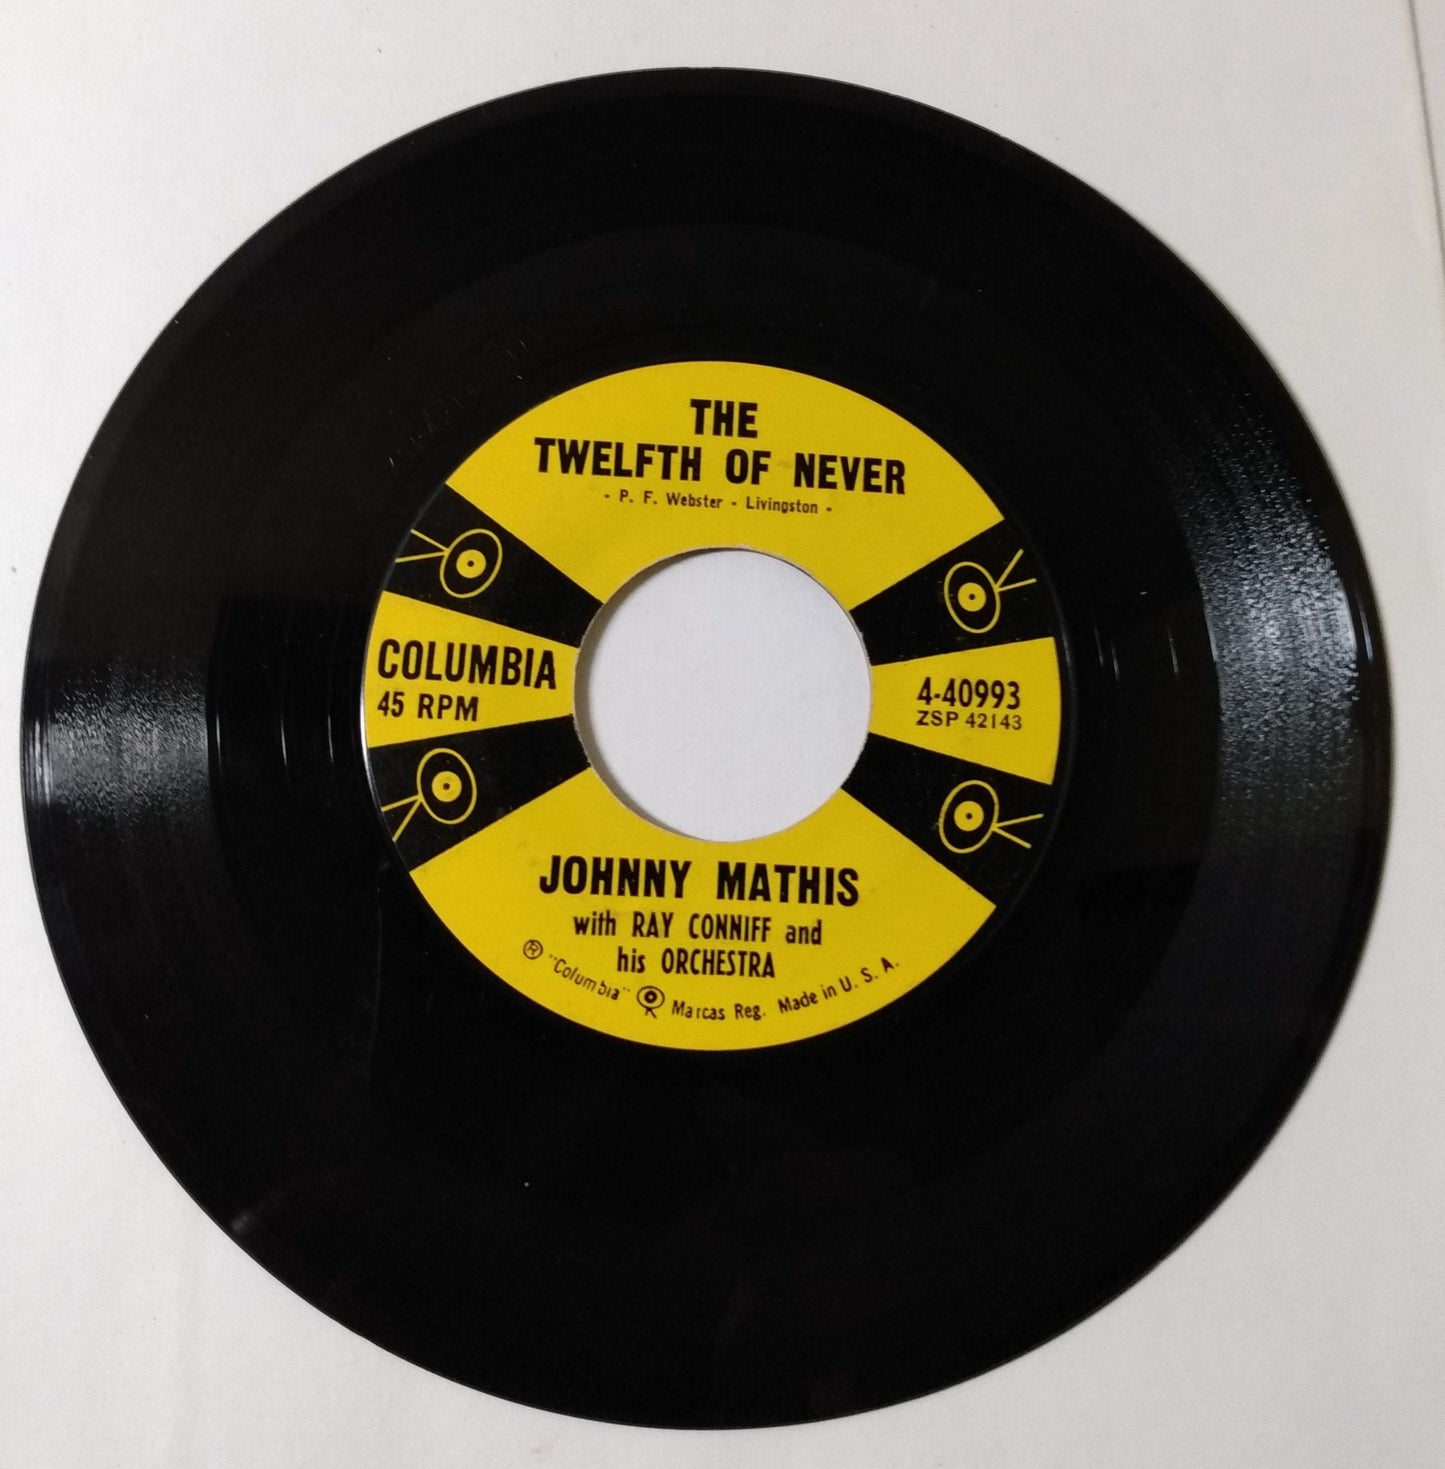 THE
TWELFTH OF NEVER
- P. F. Webster - Livingston -
COLUMBIA
45 RPM
4-40993
ZSP 42143
JOHNNY MATHIS
with RAY CONNIFF and
his ORCHESTRA
® "Columbia" Marcas Reg. Made in U. S. A.